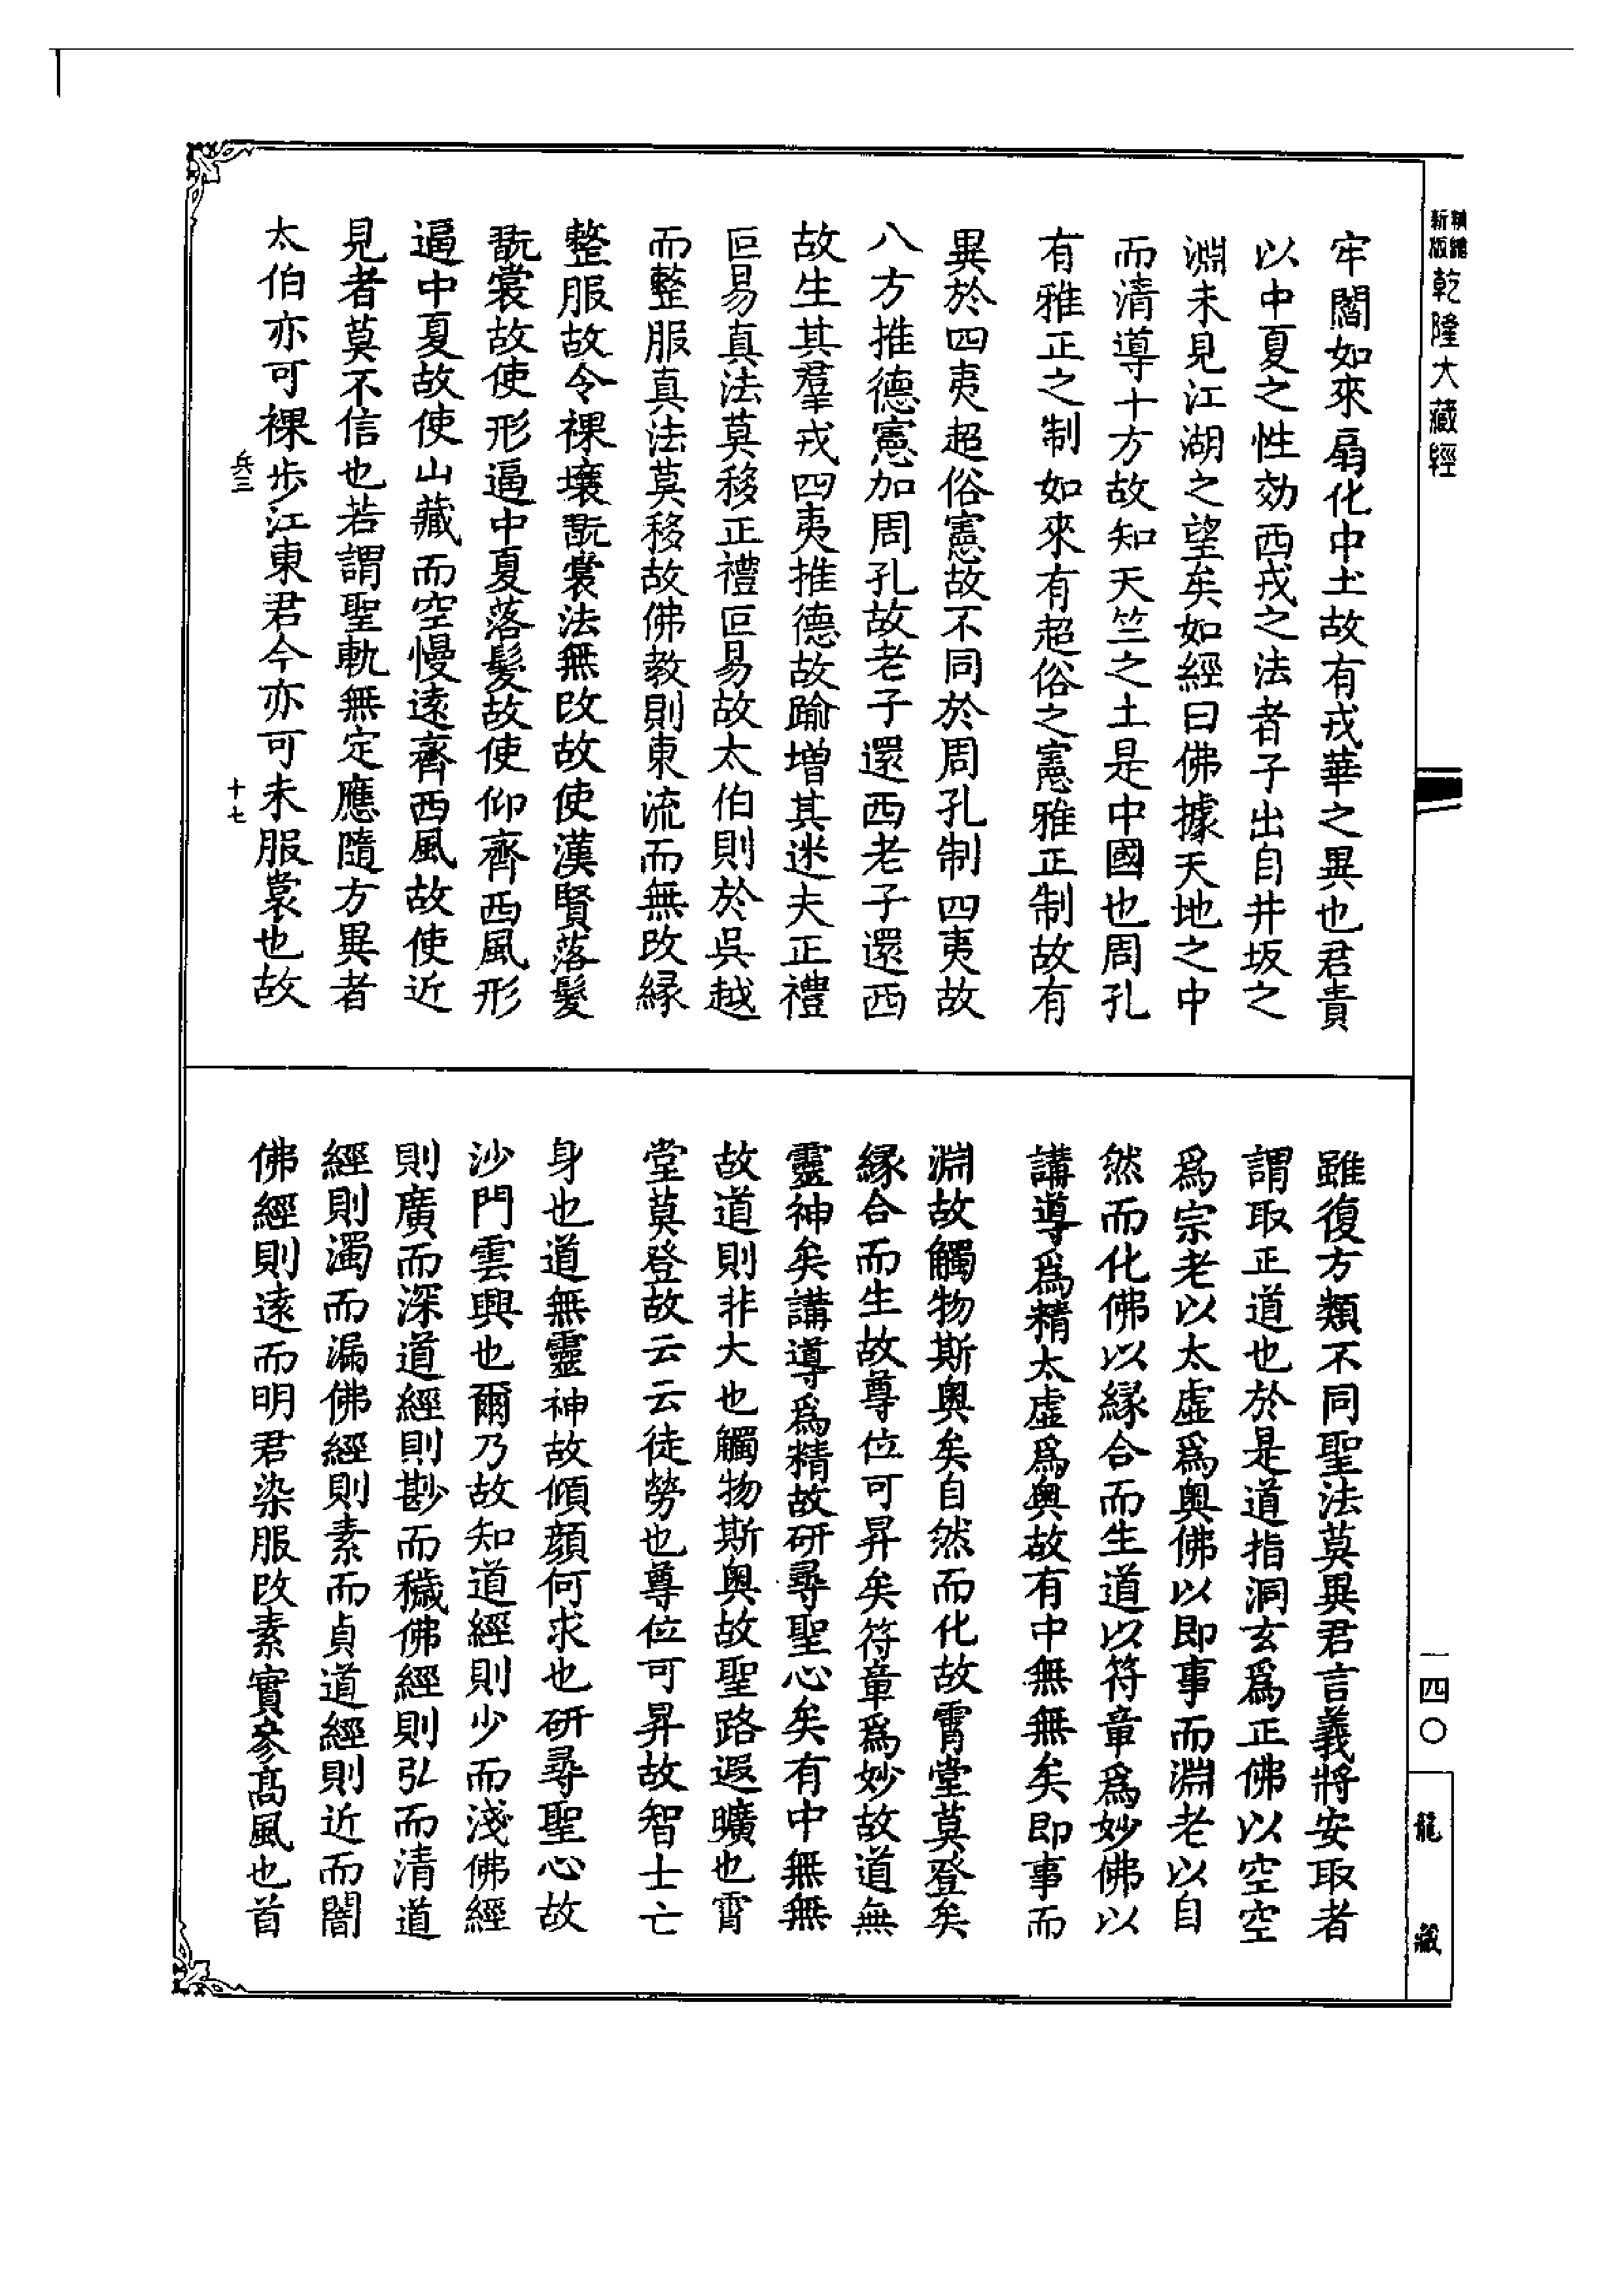 精編
新版
乾隆大藏經
牢閹如來扇化中土故有戎華之異也君責
以中夏之性効西戎之法者子出自井坂之
淵未見江湖之望矣如經曰佛據天地之中
而清導十方故知天竺之土是中國也周孔
有雅正之制如來有超俗之憲雅正制故有
異於四夷超俗憲故不同於周孔制四夷故
八方推德憲加周孔故老子還西老子還西
故生其羣戎四夷推德故踰增其迷夫正禮
叵易真法莫移正禮叵易故太伯則於吳越
而整服真法莫移故佛教則東流而無改緣
整服故令裸壤翫裳法無改故使漢賢落髮
翫裳故使形逼中夏落髮故使仰齊西風形
逼中夏故使山藏而空慢遠齊西風故使近
見者莫不信也若謂聖軌無定應隨方異者
太伯亦可裸步江東君今亦可未服裳也故
兵三
十七
雖復方類不同聖法莫異君言義將安取者
謂取正道也於是道指洞玄爲正佛以空空
爲宗老以太虛爲奧佛以即事而淵老以自
然而化佛以緣合而生道以符章爲妙佛以
講導爲精太虛爲奧故有中無無矣即事而
淵故觸物斯奧矣自然而化故霄堂莫登矣
緣合而生故尊位可昇矣符章爲妙故道無
靈神矣講導爲精故研尋聖心矣有中無無
故道則非大也觸物斯奧故聖路遐曠也霄
堂莫登故云云徒勞也尊位可昇故智士亡
身也道無靈神故傾顏何求也研尋聖心故
沙門雲興也爾乃故知道經則少而淺佛經
則廣而深道經則尠而穢佛經則弘而清道
經則濁而漏佛經則素而貞道經則近而闇
佛經則遠而明君染服改素實參高風也首
一四〇
龍藏